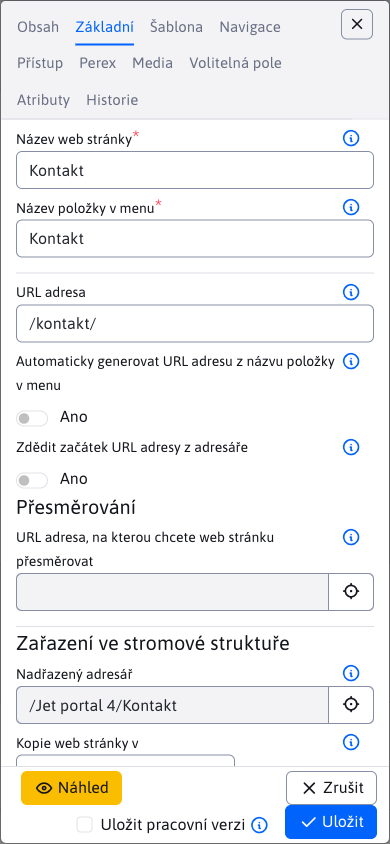 Obsah Základní Šablona Navigace
Přístup Perex Media Volitelná pole
Atributy Historie
Název web stránky*
Kontakt
Název položky v menu*
Kontakt
URL adresa
/kontakt/
Automaticky generovat URL adresu z názvu položky
v menu
Ano
Zdědit začátek URL adresy z adresáře
Ano
Přesměrování
URL adresa, na kterou chcete web stránku
přesměrovat
Zařazení ve stromové struktuře
Nadřazený adresář
/Jet portal 4/Kontakt
Kopie web stránky v
Náhled
Zrušit
Uložit pracovní verzi
Uložit